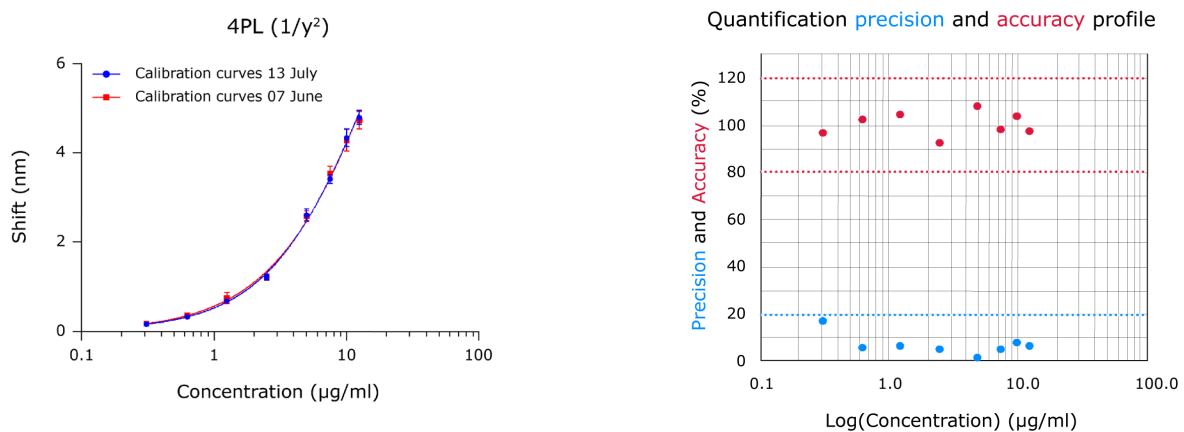 4PL (1/y²)
Calibration curves 13 July
Calibration curves 07 June
6
4
2
0
0.1
1
10
100
Shift (nm)
Concentration (µg/ml)
Quantification precision and accuracy profile
120
100
80
60
40
20
0
0.1
1.0
10.0
100.0
Precision and Accuracy (%)
Log(Concentration) (µg/ml)